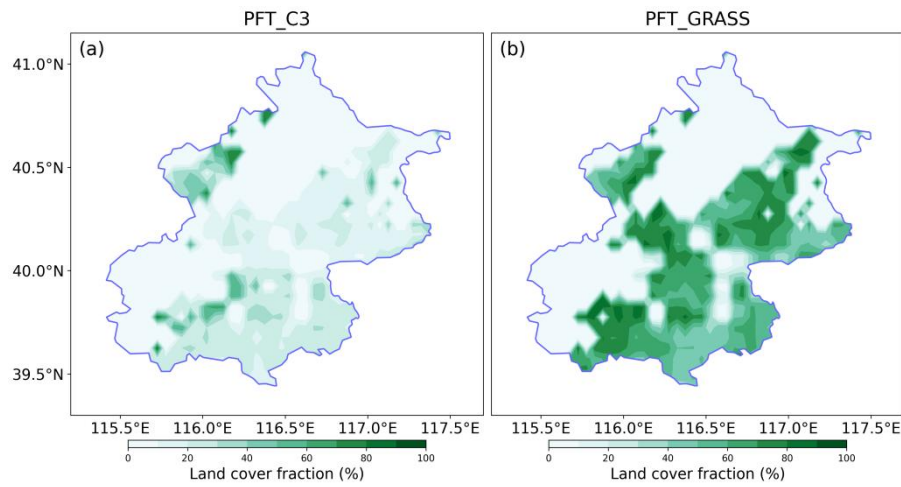 PFT_C3
PFT_GRASS
(a)
(b)
41.0°N
40.5°N
40.0°N
39.5°N
115.5°E 116.0°E 116.5°E 117.0°E 117.5°E
115.5°E 116.0°E 116.5°E 117.0°E 117.5°E
0 20 40 60 80 100
0 20 40 60 80 100
Land cover fraction (%)
Land cover fraction (%)